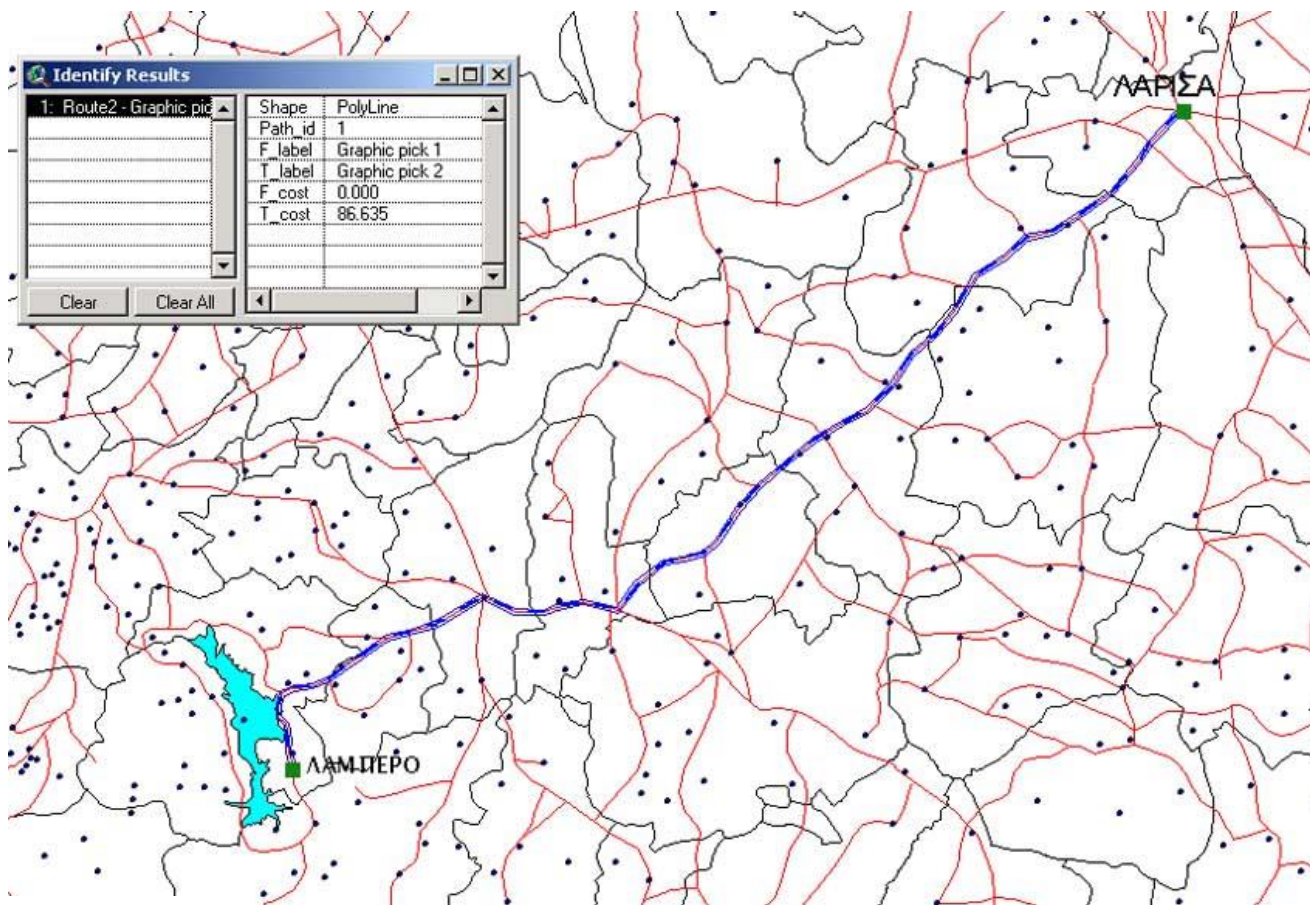 Identify Results
1: Route2 - Graphic pic
Shape PolyLine
Path_id 1
F_label Graphic pick 1
T_label Graphic pick 2
F_cost 0.000
T_cost 86.635
Clear Clear All
ΛΑΡΙΣΑ
ΛΑΜΠΕΡΟ